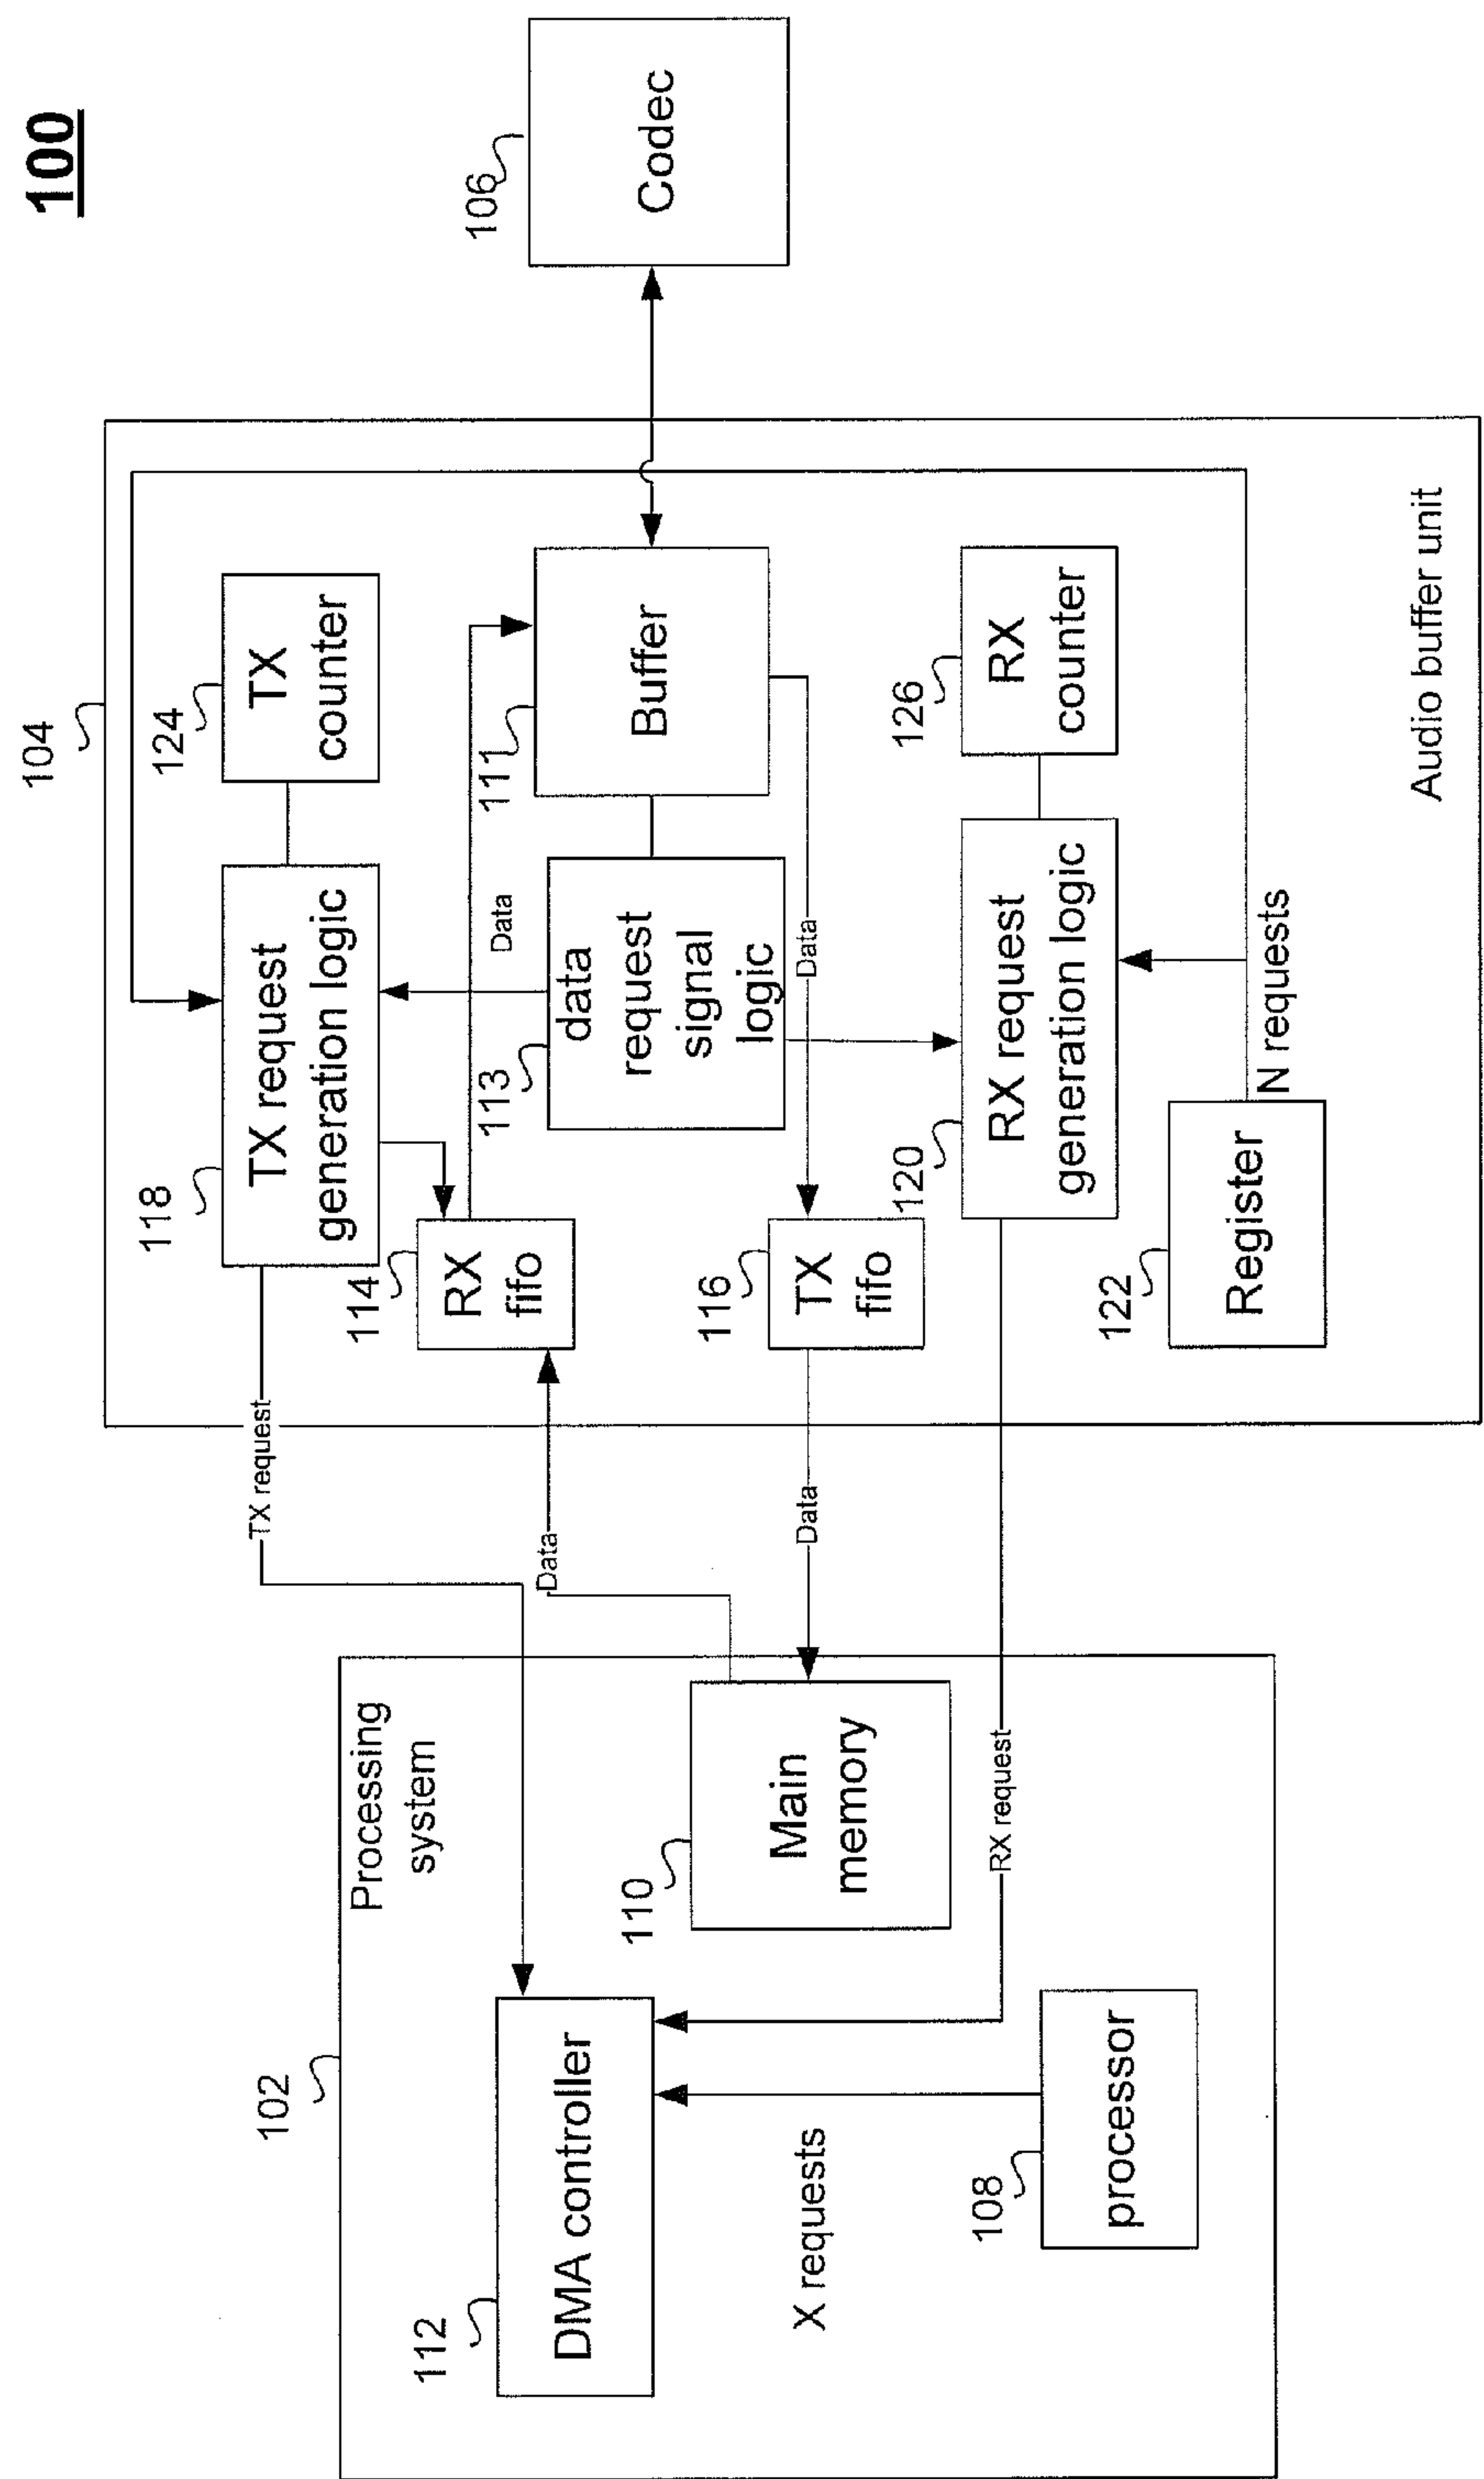 100
104
118
TX request
generation logic
124
TX
counter
106
Codec
102
Processing
system
TX request
112
DMA controller
114
RX
fifo
Data
113
data
request
signal
logic
111
Buffer
Data
Data
Data
110
Main
memory
116
TX
fifo
X requests
108
processor
RX request
120
RX request
generation logic
126
RX
counter
122
Register
N requests
Audio buffer unit